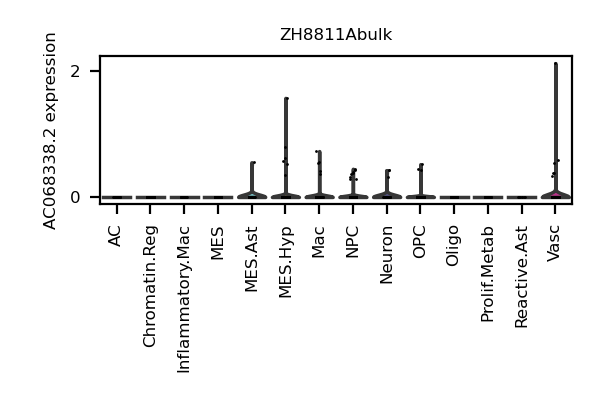 ZH8811Abulk
AC068338.2 expression
2
0
AC
Chromatin.Reg
Inflammatory.Mac
MES
MES.Ast
MES.Hyp
Mac
NPC
Neuron
OPC
Oligo
Prolif.Metab
Reactive.Ast
Vasc